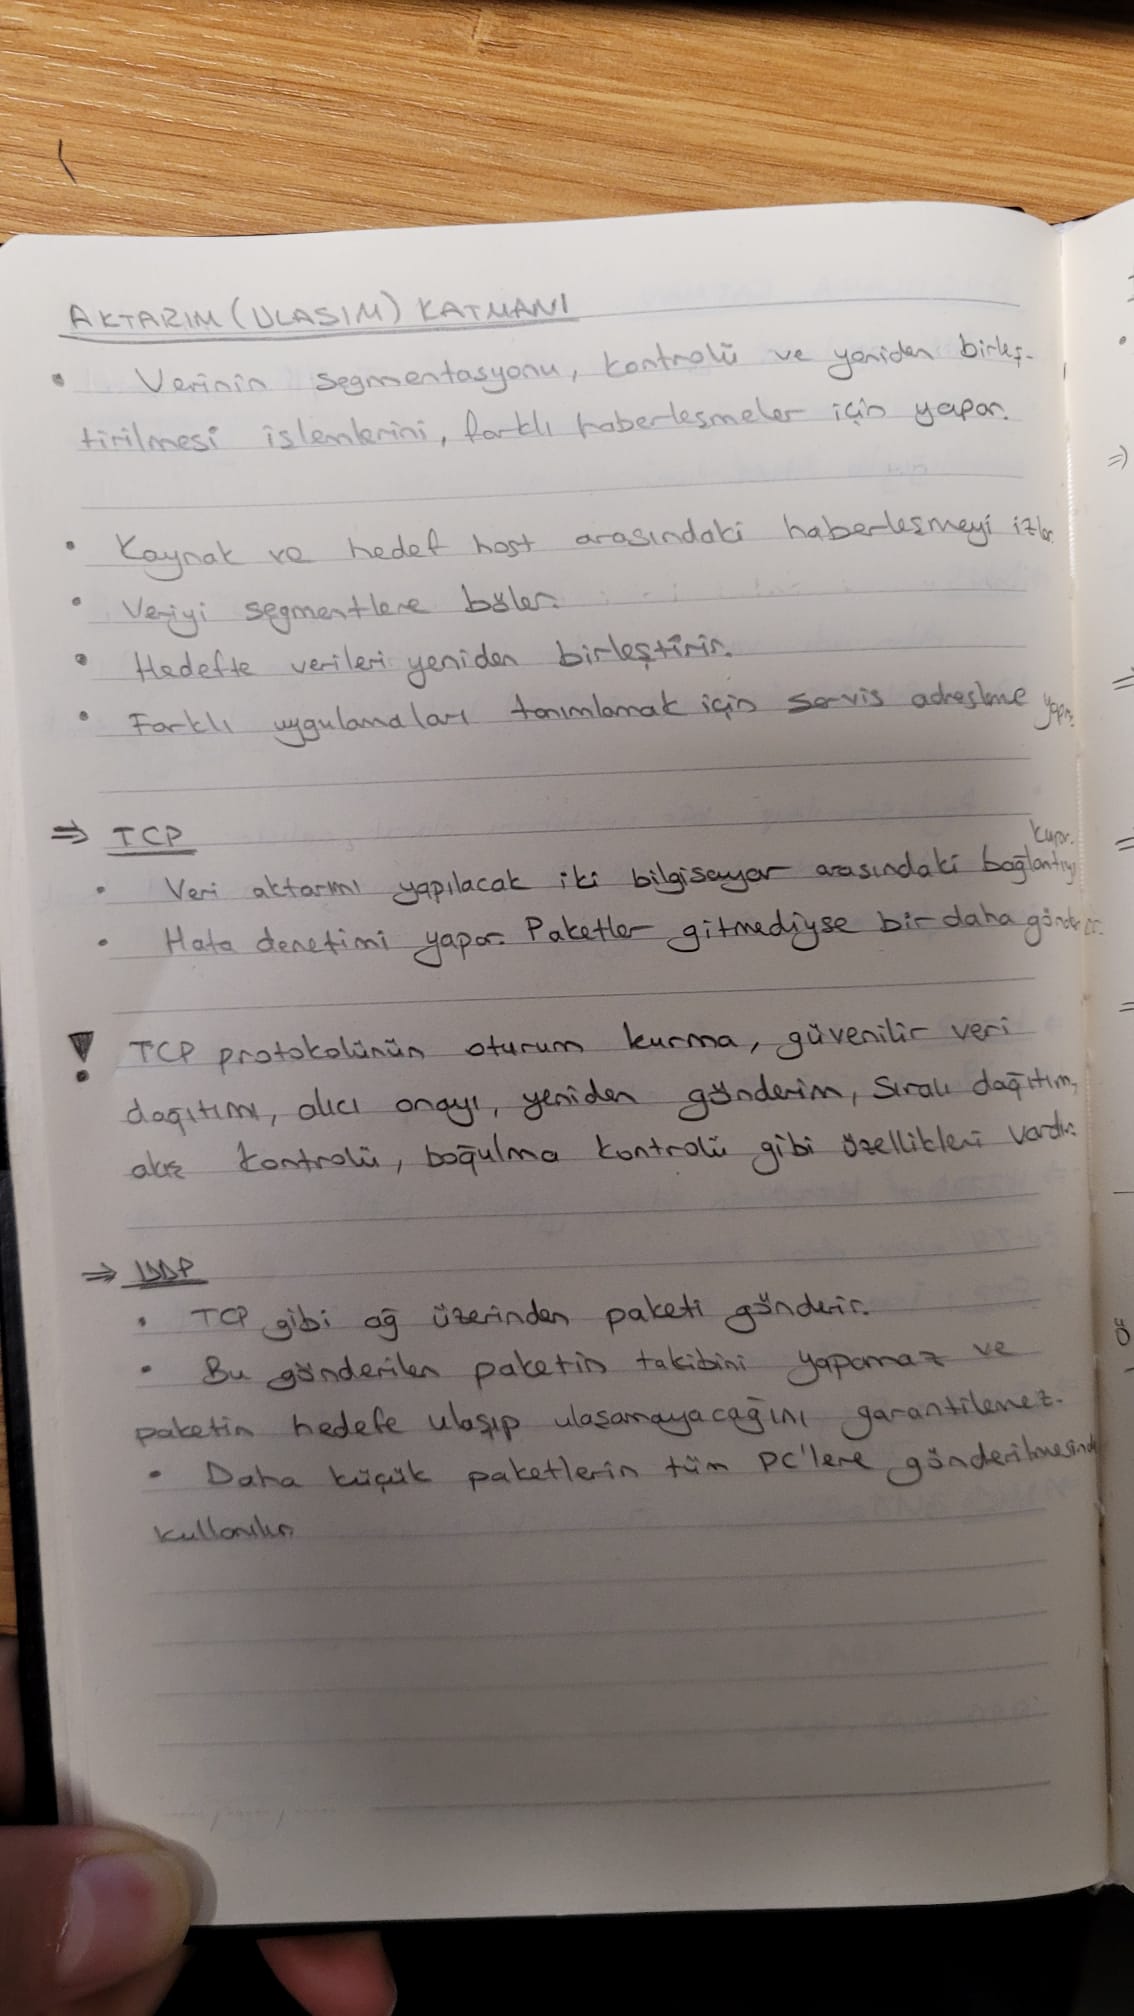 AKTARIM (ULASIM) KATMANI
• Verinin segmentasyonu, kontrolü ve yeniden birleş-
tirilmesi işlemlerini, farklı haberleşmeler için yapar.
• Kaynak ve hedef host arasındaki haberleşmeyi izler.
• Veriyi segmentlere böler.
• Hedefte verileri yeniden birleştirir.
• Farklı uygulamaları tanımlamak için servis adresleme yapar.
⇒ TCP
• Veri aktarımı yapılacak iki bilgisayar arasındaki bağlantıyı kurar.
• Hata denetimi yapar. Paketler gitmediyse bir daha gönderir.
! TCP protokolünün oturum kurma, güvenilir veri
dağıtımı, alıcı onayı, yeniden gönderim, sıralı dağıtım,
akış kontrolü, boğulma kontrolü gibi özellikleri vardır.
⇒ UDP
• TCP gibi ağ üzerinden paketi gönderir.
• Bu gönderilen paketin takibini yapamaz ve
paketin hedefe ulaşıp ulaşamayacağını garantilemez.
• Daha küçük paketlerin tüm PC'lere gönderilmesinde
kullanılır.